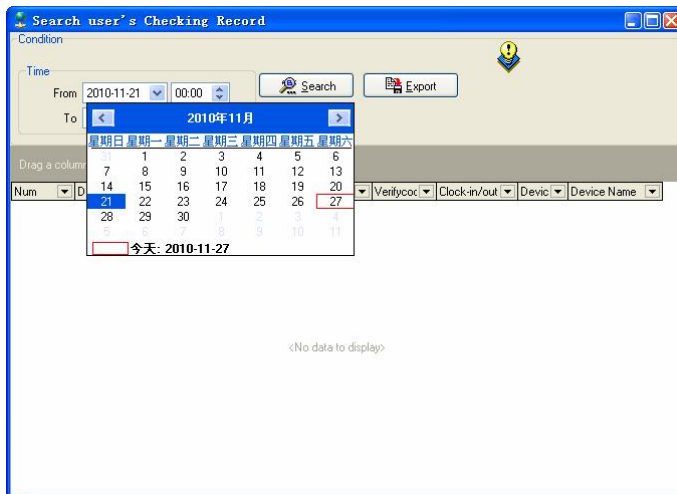 Search user's Checking Record
Condition
Time
From 2010-11-21 00:00 Search Export
To
2010年11月
星期日 星期一 星期二 星期三 星期四 星期五 星期六
31 1 2 3 4 5 6
7 8 9 10 11 12 13
14 15 16 17 18 19 20
21 22 23 24 25 26 27
28 29 30 1 2 3 4
5 6 7 8 9 10 11
今天: 2010-11-27
Drag a column
Num D Verifycoc Clock-in/out Devic Device Name
<No data to display>